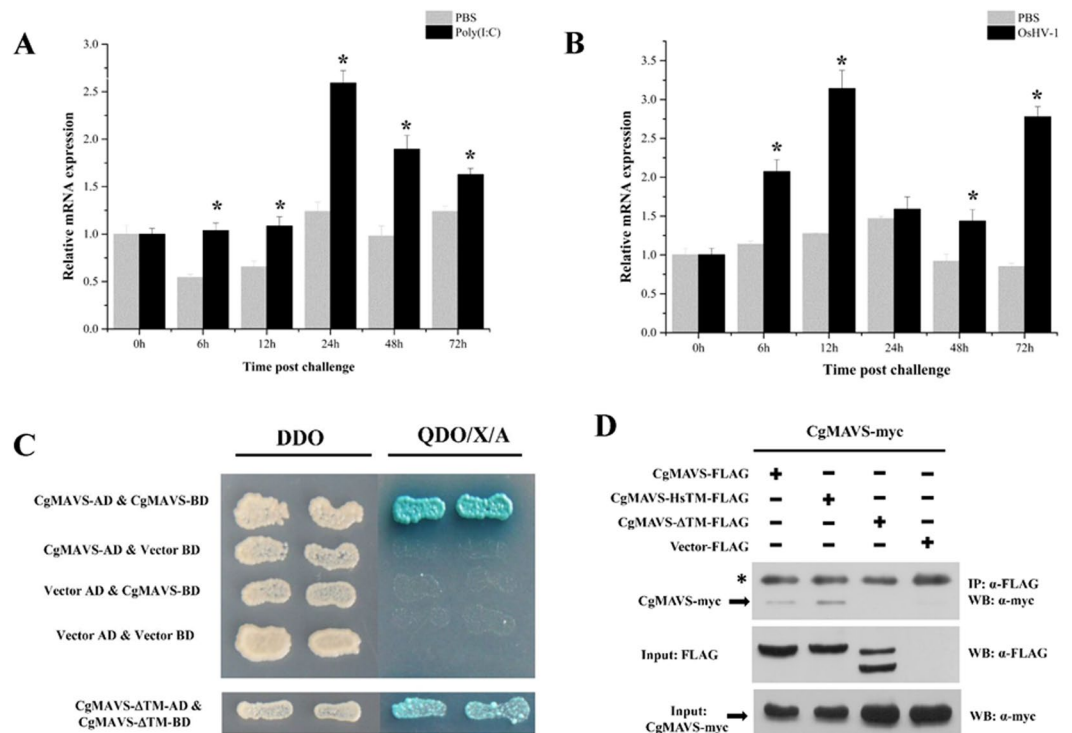 A
PBS
Poly(I:C)
Relative mRNA expression
3.0
2.5
2.0
1.5
1.0
0.5
0.0
*
*
*
*
*
0h
6h
12h
24h
48h
72h
Time post challenge
B
PBS
OsHV-1
Relative mRNA expression
3.5
3.0
2.5
2.0
1.5
1.0
0.5
0.0
*
*
*
*
0h
6h
12h
24h
48h
72h
Time post challenge
C
DDO
QDO/X/A
CgMAVS-AD & CgMAVS-BD
CgMAVS-AD & Vector BD
Vector AD & CgMAVS-BD
Vector AD & Vector BD
CgMAVS-ΔTM-AD &
CgMAVS-ΔTM-BD
D
CgMAVS-myc
CgMAVS-FLAG + − − −
CgMAVS-HsTM-FLAG − + − −
CgMAVS-ΔTM-FLAG − − + −
Vector-FLAG − − − +
*
CgMAVS-myc
IP: α-FLAG
WB: α-myc
Input: FLAG
WB: α-FLAG
Input:
CgMAVS-myc
WB: α-myc